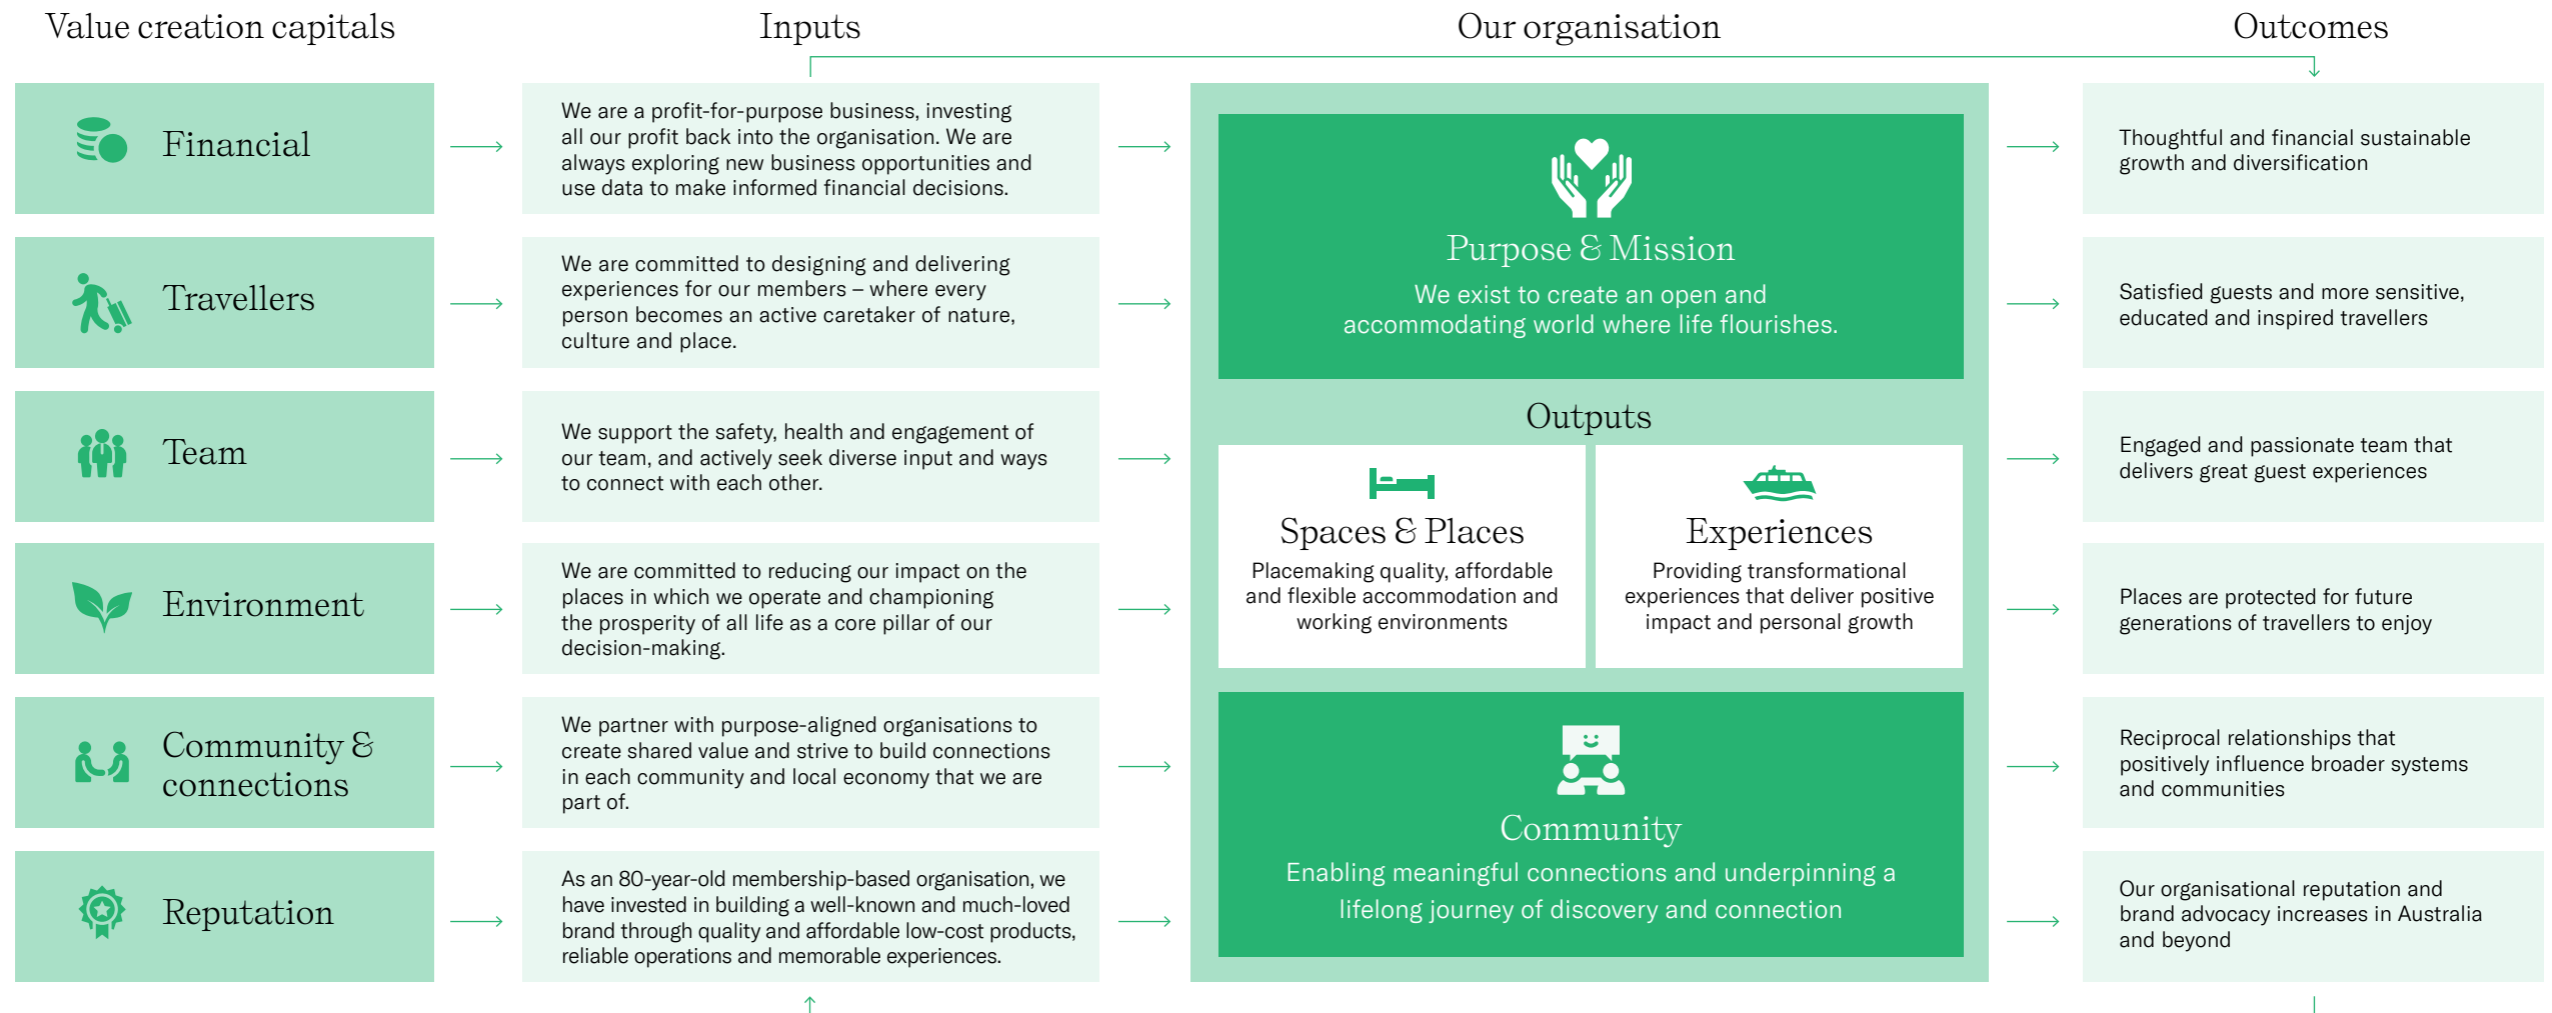 Value creation capitals
Inputs
Our organisation
Outcomes
Financial
We are a profit-for-purpose business, investing
all our profit back into the organisation. We are
always exploring new business opportunities and
use data to make informed financial decisions.
Travellers
We are committed to designing and delivering
experiences for our members – where every
person becomes an active caretaker of nature,
culture and place.
Team
We support the safety, health and engagement of
our team, and actively seek diverse input and ways
to connect with each other.
Environment
We are committed to reducing our impact on the
places in which we operate and championing
the prosperity of all life as a core pillar of our
decision-making.
Community &
connections
We partner with purpose-aligned organisations to
create shared value and strive to build connections
in each community and local economy that we are
part of.
Reputation
As an 80-year-old membership-based organisation, we
have invested in building a well-known and much-loved
brand through quality and affordable low-cost products,
reliable operations and memorable experiences.
Purpose & Mission
We exist to create an open and
accommodating world where life flourishes.
Outputs
Spaces & Places
Placemaking quality, affordable
and flexible accommodation and
working environments
Experiences
Providing transformational
experiences that deliver positive
impact and personal growth
Community
Enabling meaningful connections and underpinning a
lifelong journey of discovery and connection
Thoughtful and financial sustainable
growth and diversification
Satisfied guests and more sensitive,
educated and inspired travellers
Engaged and passionate team that
delivers great guest experiences
Places are protected for future
generations of travellers to enjoy
Reciprocal relationships that
positively influence broader systems
and communities
Our organisational reputation and
brand advocacy increases in Australia
and beyond